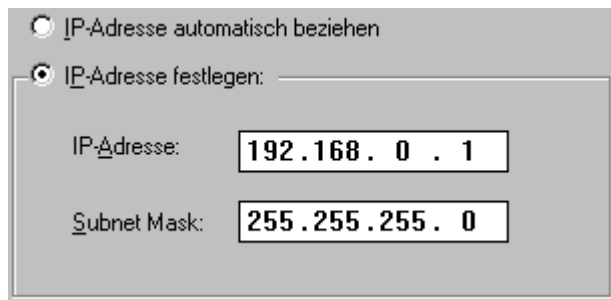 IP-Adresse automatisch beziehen
IP-Adresse festlegen:
IP-Adresse: 192.168. 0 . 1
Subnet Mask: 255.255.255. 0